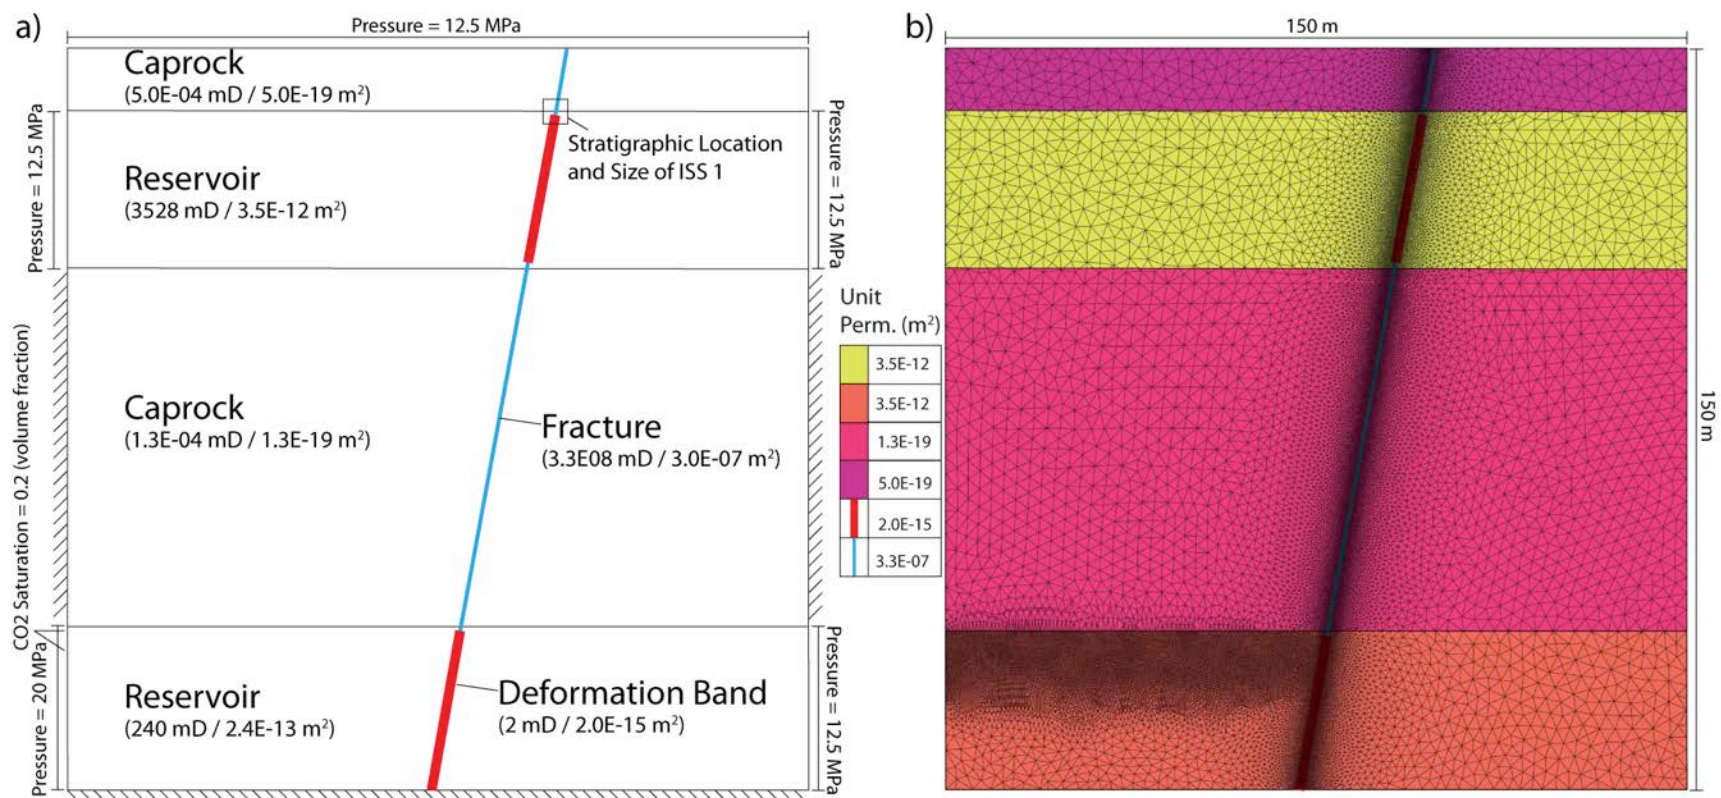 a)
Pressure = 12.5 MPa
Caprock
(5.0E-04 mD / 5.0E-19 m²)
Pressure = 12.5 MPa
Pressure = 12.5 MPa
Stratigraphic Location
and Size of ISS 1
Reservoir
(3528 mD / 3.5E-12 m²)
CO2 Saturation = 0.2 (volume fraction)
Caprock
(1.3E-04 mD / 1.3E-19 m²)
Fracture
(3.3E08 mD / 3.0E-07 m²)
Pressure = 20 MPa
Pressure = 12.5 MPa
Reservoir
(240 mD / 2.4E-13 m²)
Deformation Band
(2 mD / 2.0E-15 m²)
Unit
Perm. (m²)
3.5E-12
3.5E-12
1.3E-19
5.0E-19
2.0E-15
3.3E-07
b)
150 m
150 m